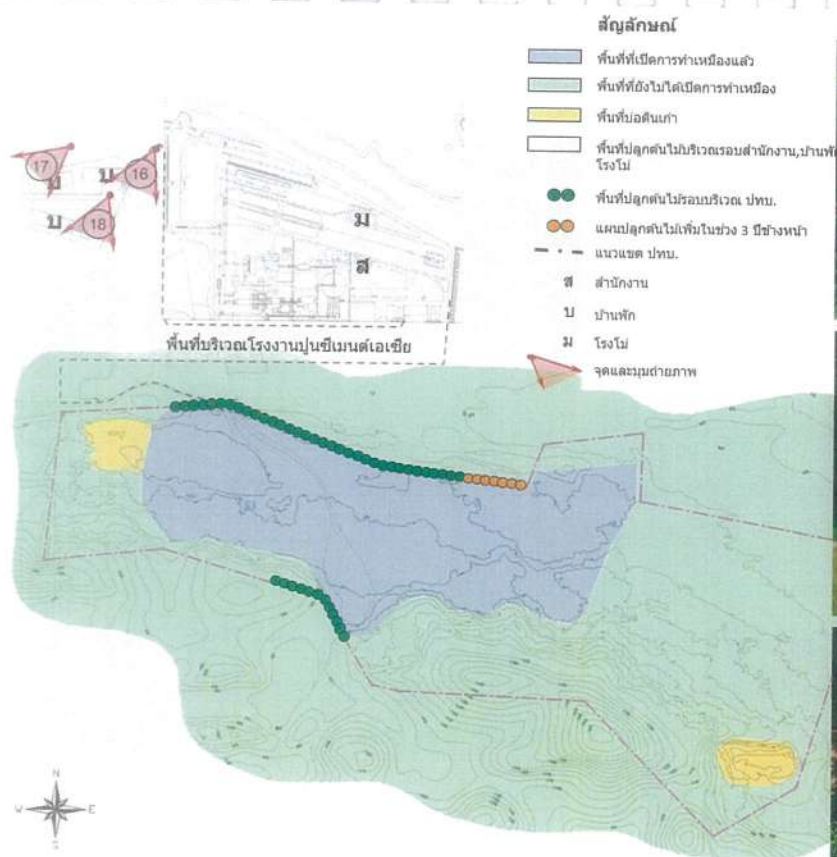 สัญลักษณ์
พื้นที่ที่เปิดการทำเหมืองแล้ว
พื้นที่ที่ยังไม่ได้เปิดการทำเหมือง
พื้นที่บ่อดินเก่า
พื้นที่ปลูกต้นไม้บริเวณรอบสำนักงาน,บ้านพัก
โรงโม่
พื้นที่ปลูกต้นไม้รอบบริเวณ ปทบ.
แผนปลูกต้นไม้เพิ่มในช่วง 3 ปีข้างหน้า
แนวเขต ปทบ.
ส สำนักงาน
บ บ้านพัก
ม โรงโม่
จุดและมุมถ่ายภาพ
17
บ
บ
16
บ
18
ม
ส
พื้นที่บริเวณโรงงานปูนซีเมนต์เอเซีย
N
W
E
S